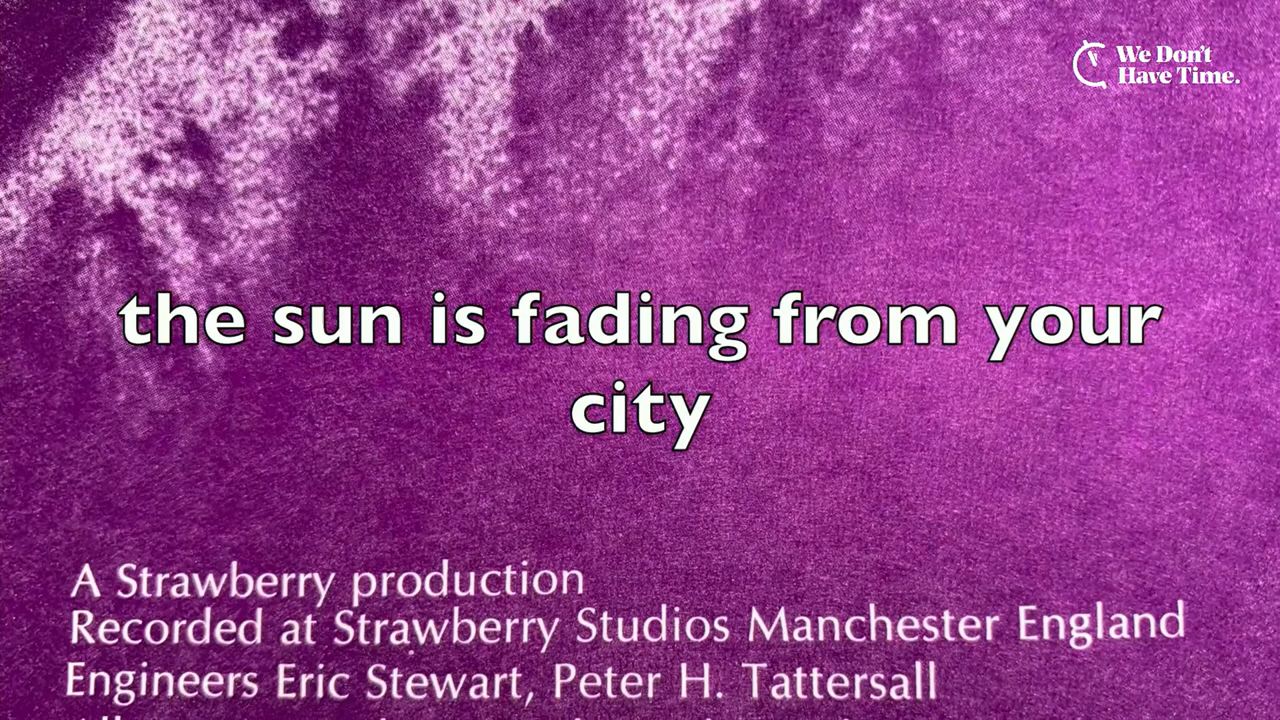 We Don't
Have Time.
the sun is fading from your
city
A Strawberry production
Recorded at Strawberry Studios Manchester England
Engineers Eric Stewart, Peter H. Tattersall